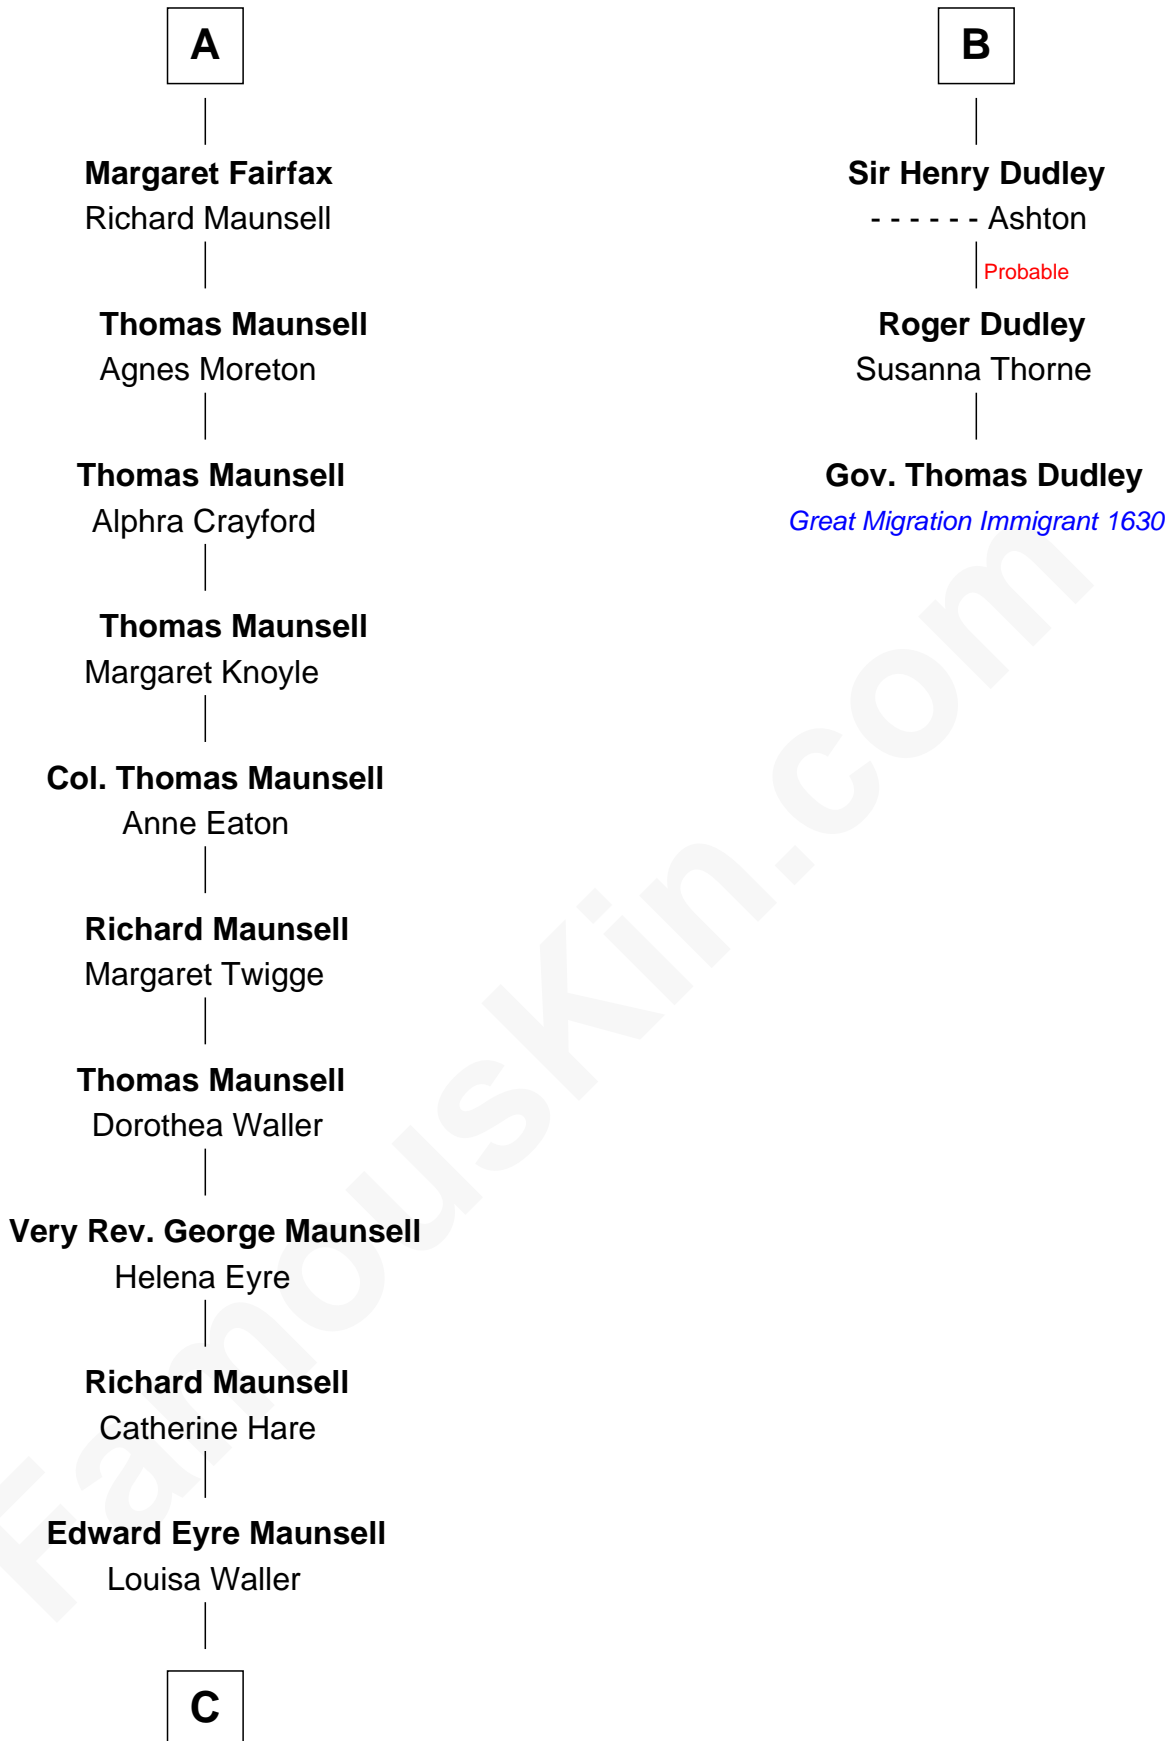 A
Margaret Fairfax
Richard Maunsell
Thomas Maunsell
Agnes Moreton
Thomas Maunsell
Alphra Crayford
Thomas Maunsell
Margaret Knoyle
Col. Thomas Maunsell
Anne Eaton
Richard Maunsell
Margaret Twigge
Thomas Maunsell
Dorothea Waller
Very Rev. George Maunsell
Helena Eyre
Richard Maunsell
Catherine Hare
Edward Eyre Maunsell
Louisa Waller
C
B
Sir Henry Dudley
- - - - - - Ashton
Probable
Roger Dudley
Susanna Thorne
Gov. Thomas Dudley
Great Migration Immigrant 1630
FamousKin.com